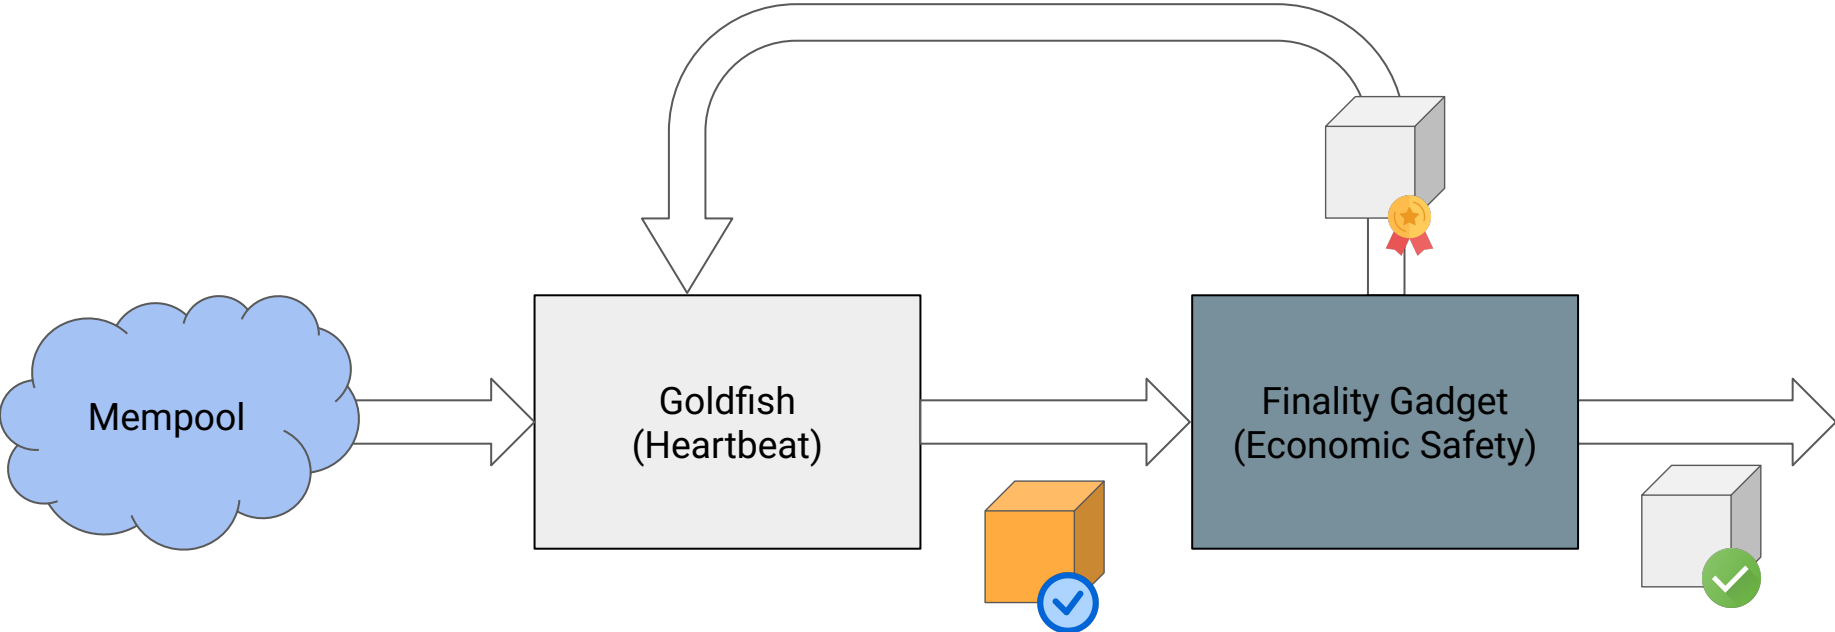 Mempool
Goldfish
(Heartbeat)
Finality Gadget
(Economic Safety)